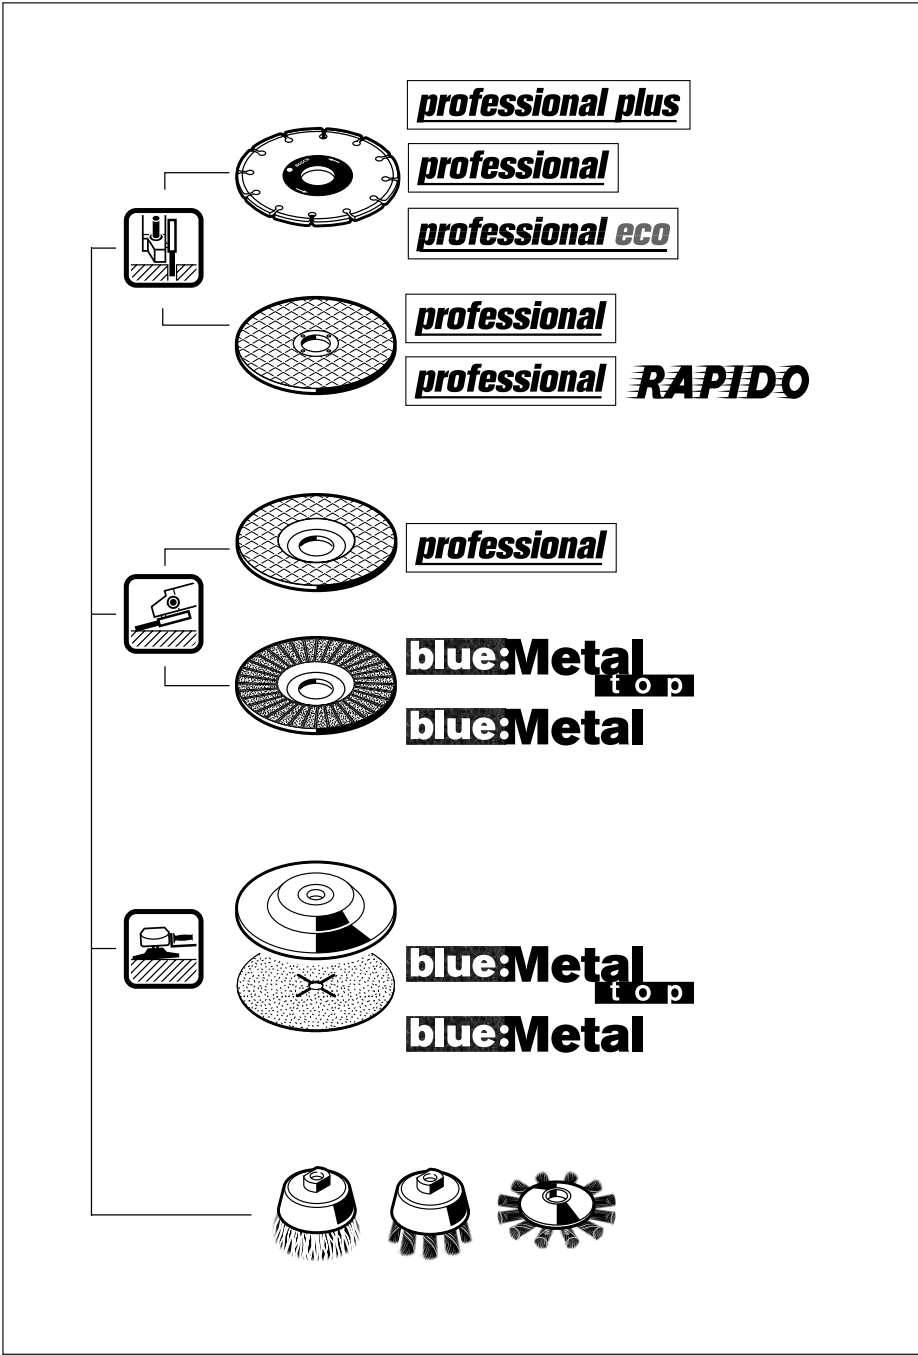 professional plus
BOSCH
professional
professional eco
professional
professional RAPIDO
professional
blue:Metal
top
blue:Metal
blue:Metal
top
blue:Metal